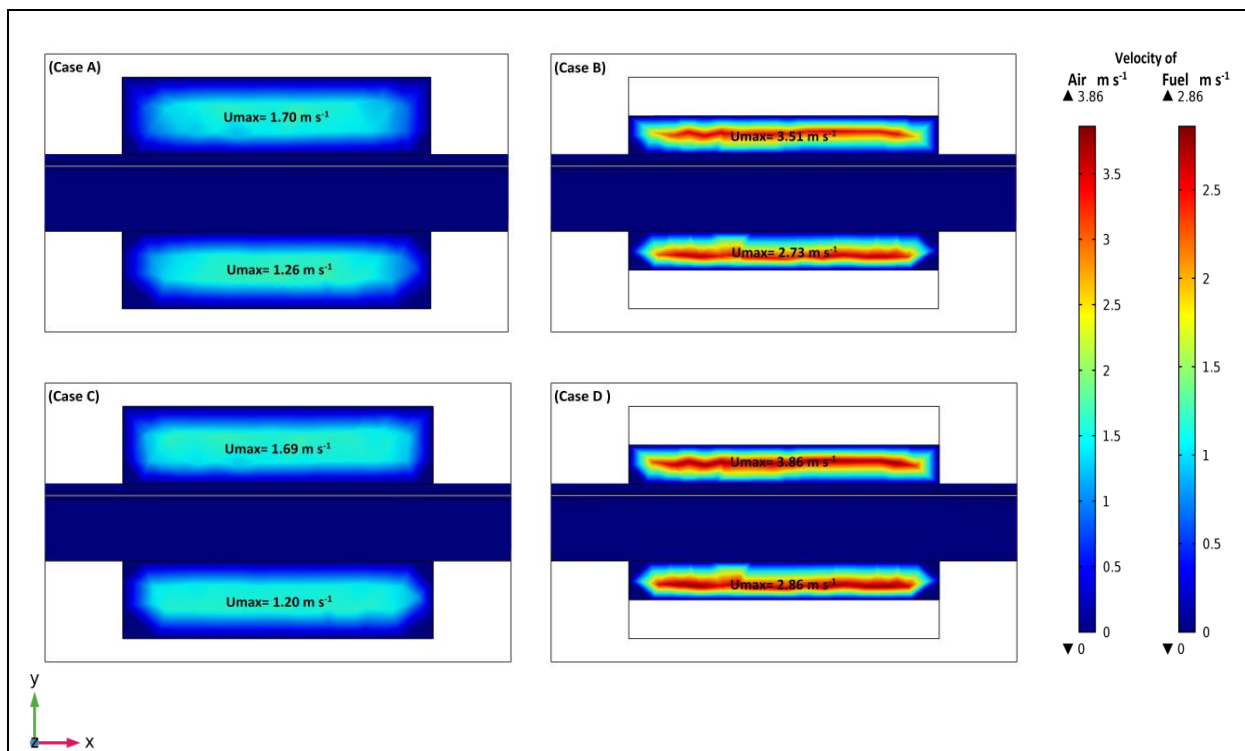 (Case A)
Umax= 1.70 m s⁻¹
Umax= 1.26 m s⁻¹
(Case B)
Umax= 3.51 m s⁻¹
Umax= 2.73 m s⁻¹
(Case C)
Umax= 1.69 m s⁻¹
Umax= 1.20 m s⁻¹
(Case D )
Umax= 3.86 m s⁻¹
Umax= 2.86 m s⁻¹
Velocity of
Air m s⁻¹ Fuel m s⁻¹
▲ 3.86 ▲ 2.86
3.5
3
2.5
2
1.5
1
0.5
0
▼ 0
2.5
2
1.5
1
0.5
0
▼ 0
y
z x